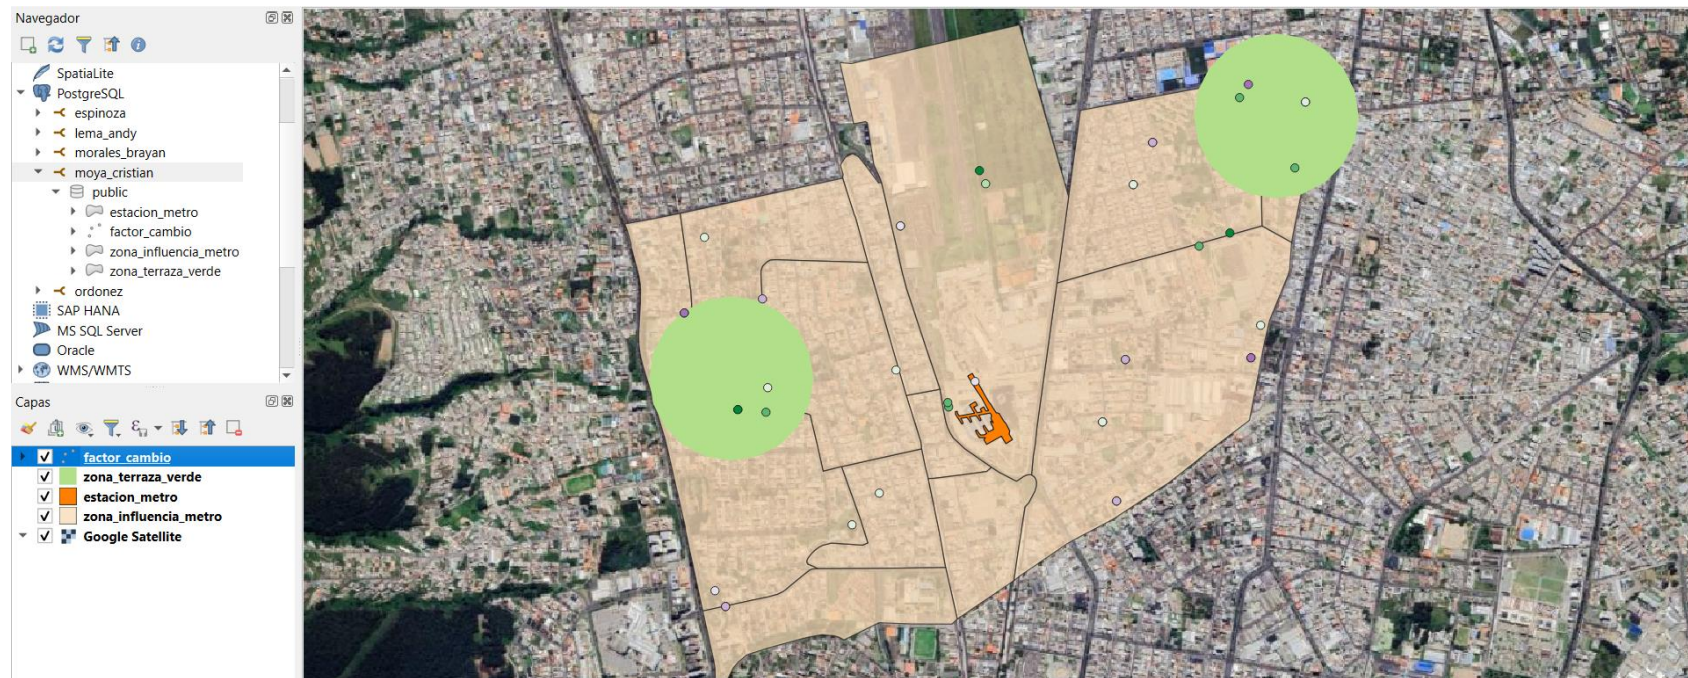 Navegador
SpatiaLite
PostgreSQL
espinoza
lema_andy
morales_brayan
moya_cristian
public
estacion_metro
factor_cambio
zona_influencia_metro
zona_terraza_verde
ordonez
SAP HANA
MS SQL Server
Oracle
WMS/WMTS
Capas
factor_cambio
zona_terraza_verde
estacion_metro
zona_influencia_metro
Google Satellite